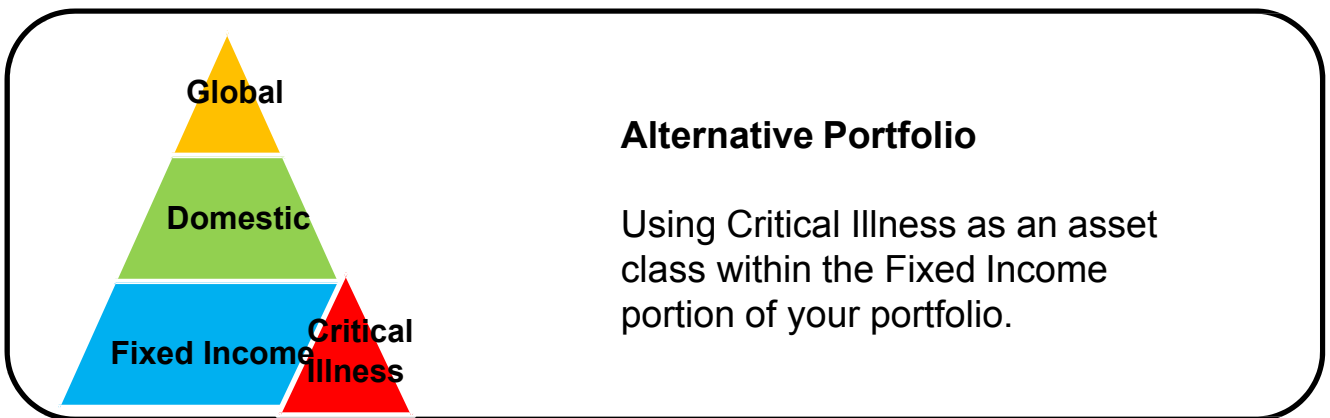 Global
Domestic
Fixed Income
Critical
Illness
Alternative Portfolio
Using Critical Illness as an asset
class within the Fixed Income
portion of your portfolio.